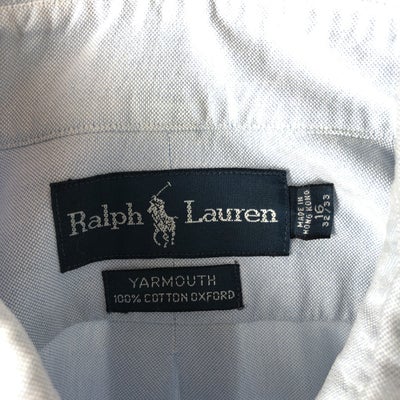 Ralph Lauren
MADE IN
HONG KONG
16
32/33
YARMOUTH
100% COTTON OXFORD